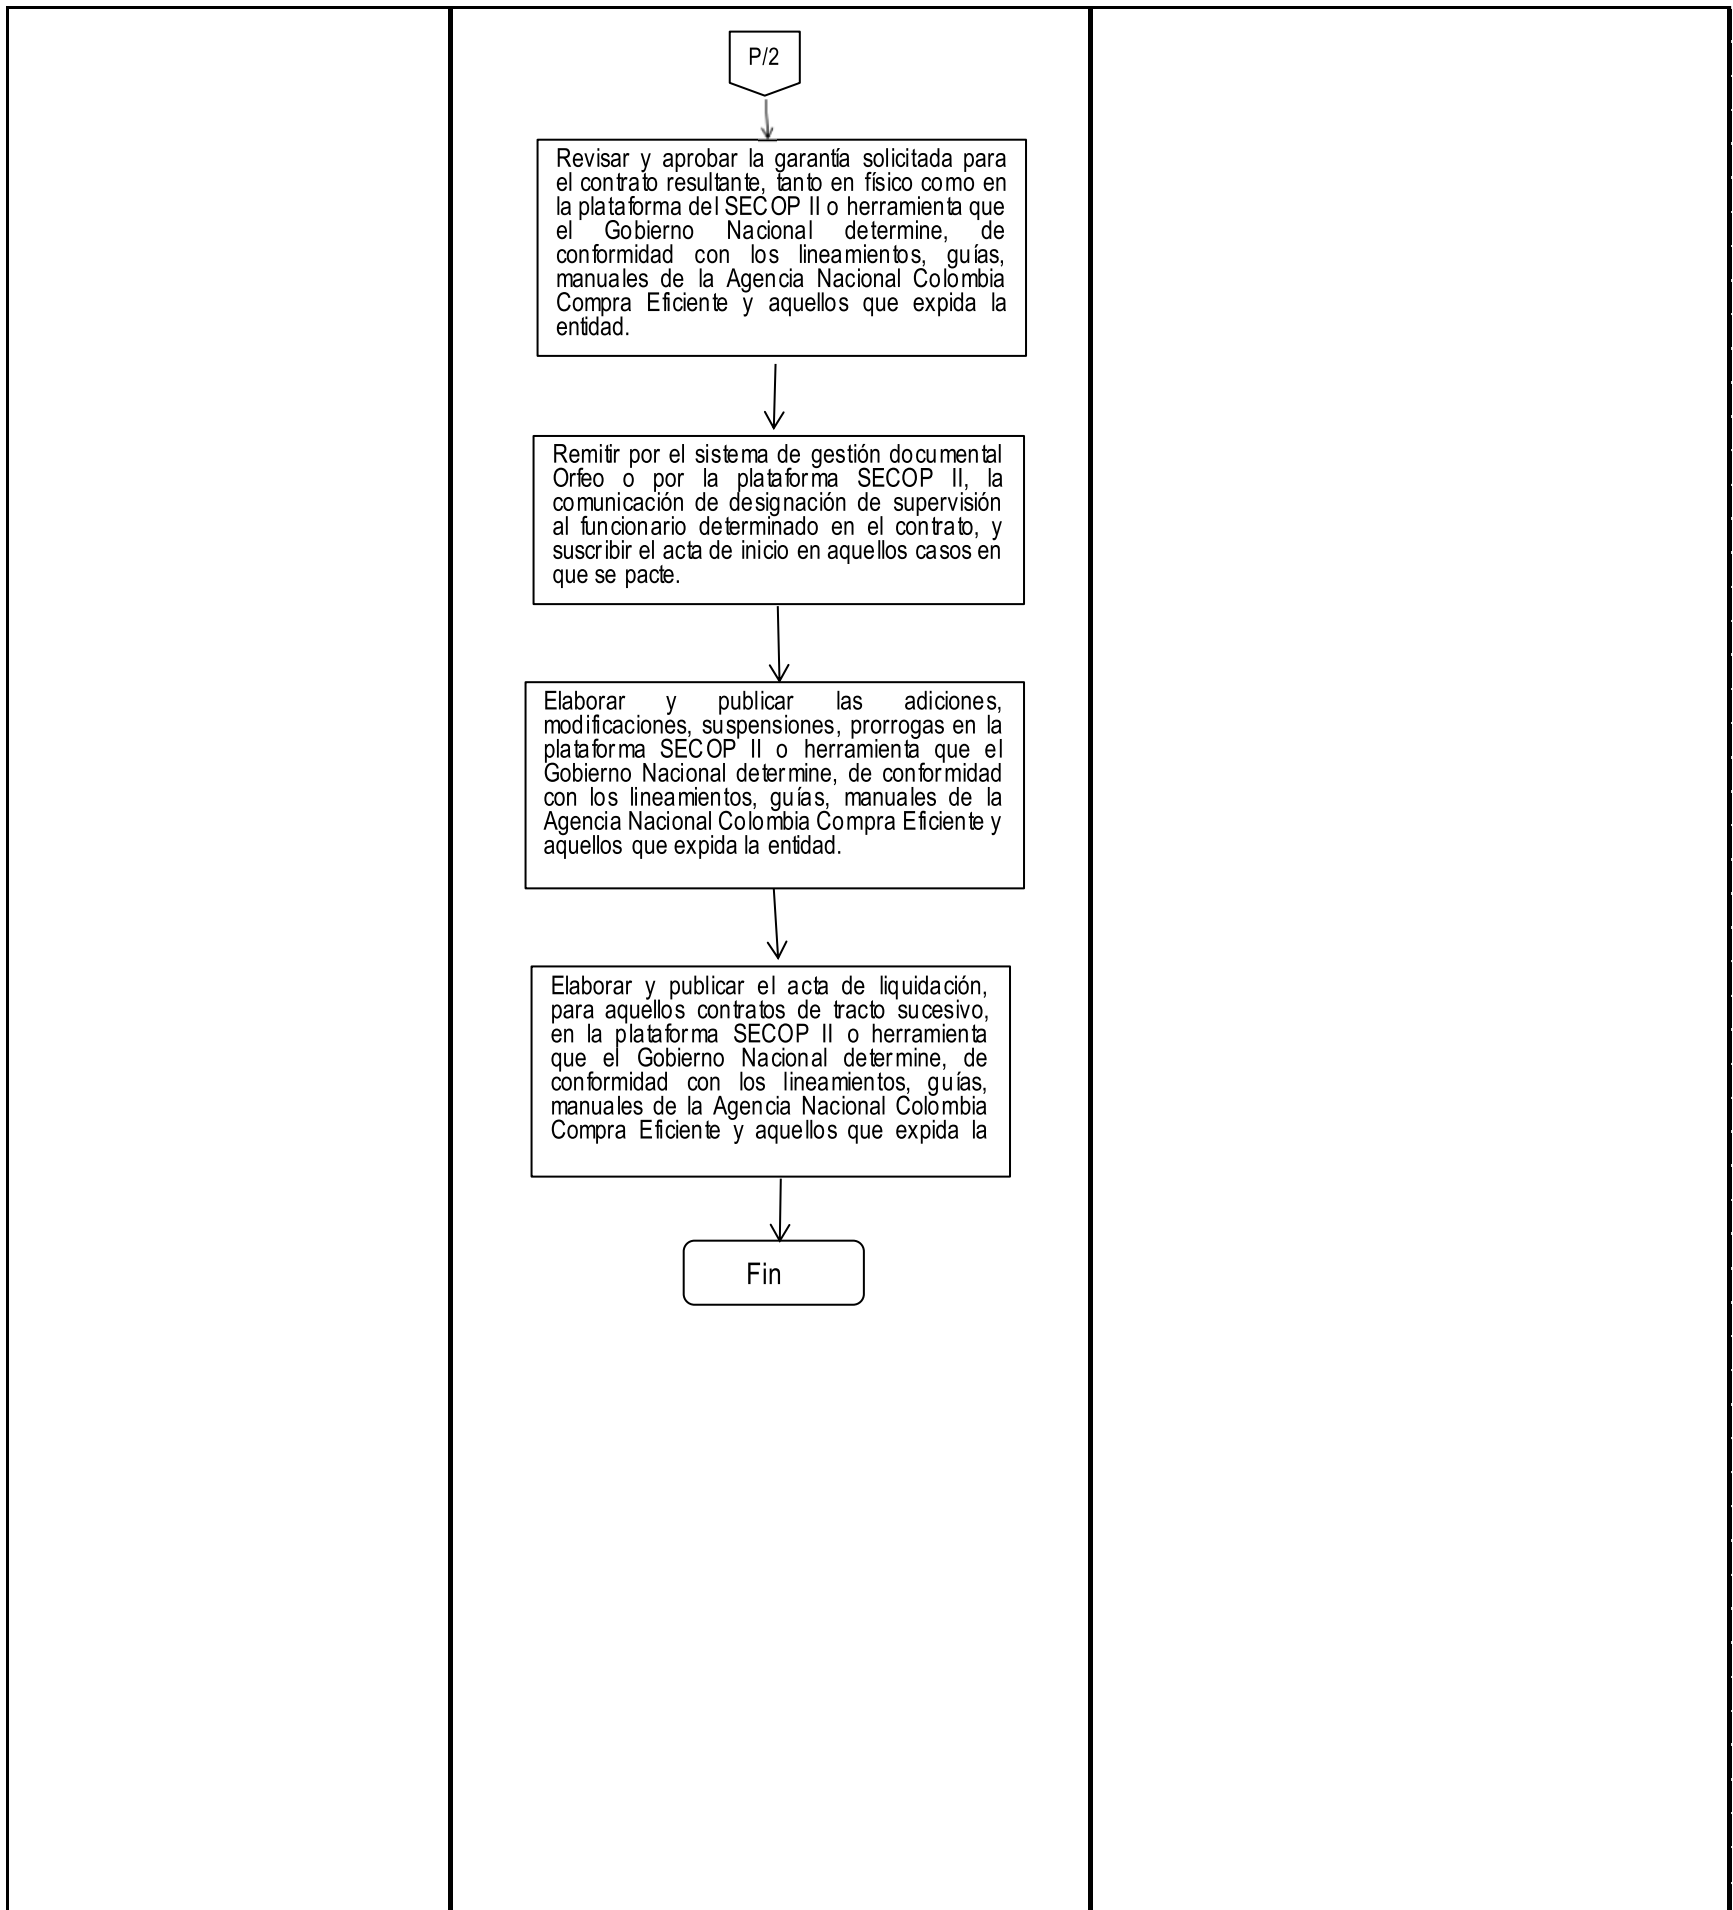 P/2
Revisar y aprobar la garantía solicitada para
el contrato resultante, tanto en físico como en
la plataforma del SECOP II o herramienta que
el Gobierno Nacional determine, de
conformidad con los lineamientos, guías,
manuales de la Agencia Nacional Colombia
Compra Eficiente y aquellos que expida la
entidad.
Remitir por el sistema de gestión documental
Orfeo o por la plataforma SECOP II, la
comunicación de designación de supervisión
al funcionario determinado en el contrato, y
suscribir el acta de inicio en aquellos casos en
que se pacte.
Elaborar y publicar las adiciones,
modificaciones, suspensiones, prorrogas en la
plataforma SECOP II o herramienta que el
Gobierno Nacional determine, de conformidad
con los lineamientos, guías, manuales de la
Agencia Nacional Colombia Compra Eficiente y
aquellos que expida la entidad.
Elaborar y publicar el acta de liquidación,
para aquellos contratos de tracto sucesivo,
en la plataforma SECOP II o herramienta
que el Gobierno Nacional determine, de
conformidad con los lineamientos, guías,
manuales de la Agencia Nacional Colombia
Compra Eficiente y aquellos que expida la
Fin